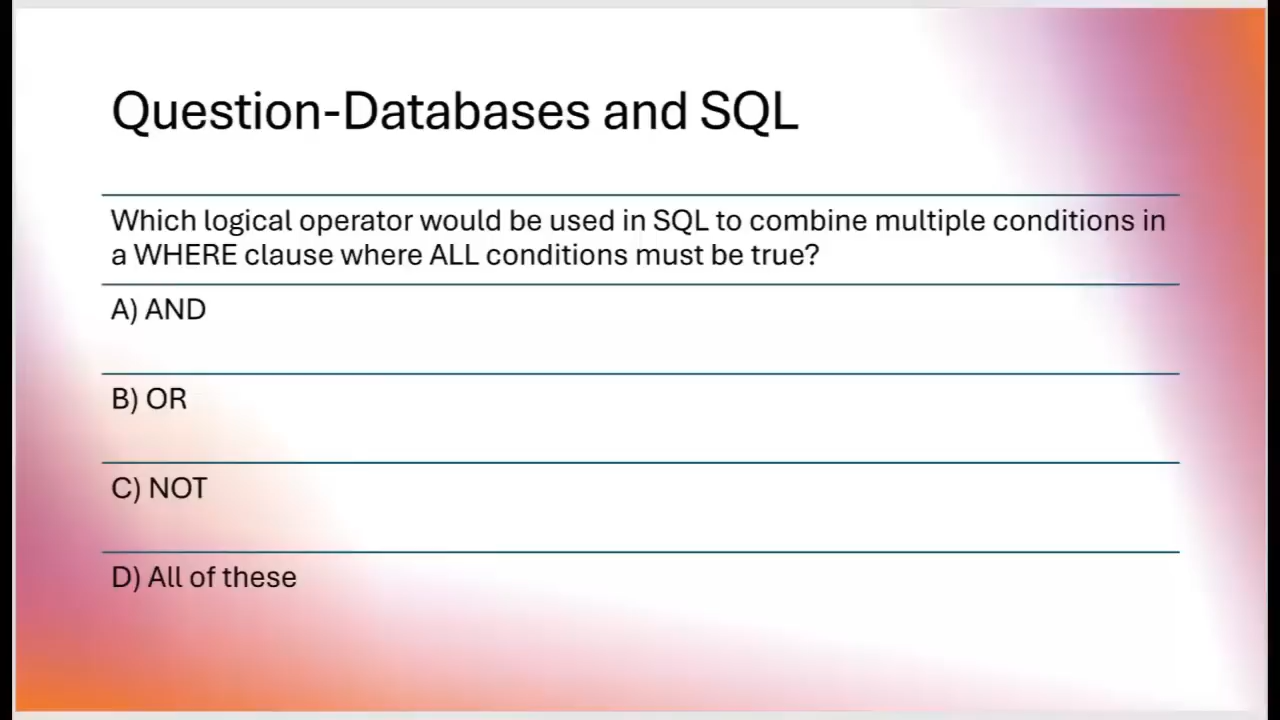 Question-Databases and SQL
Which logical operator would be used in SQL to combine multiple conditions in
a WHERE clause where ALL conditions must be true?
A) AND
B) OR
C) NOT
D) All of these